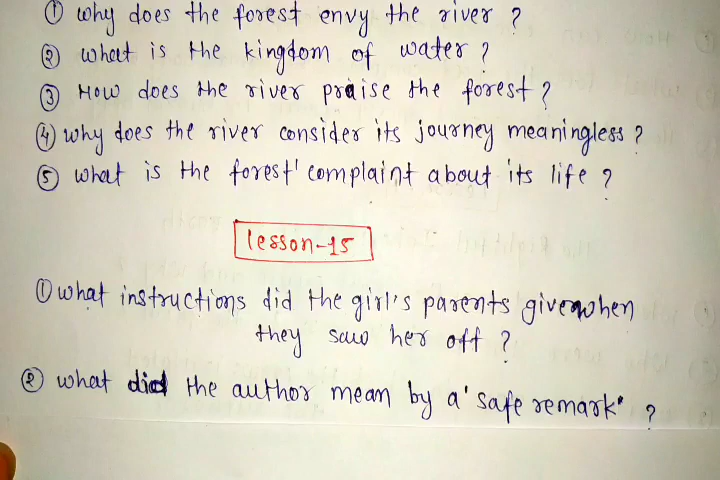 ① why does the forest envy the river ?
② what is the kingdom of water ?
③ How does the river praise the forest ?
④ why does the river consider its journey meaningless ?
⑤ what is the forest' complaint about its life ?
lesson-15
① what instructions did the girl's parents given when
they saw her off ?
② what did the author mean by a 'safe remark' ?